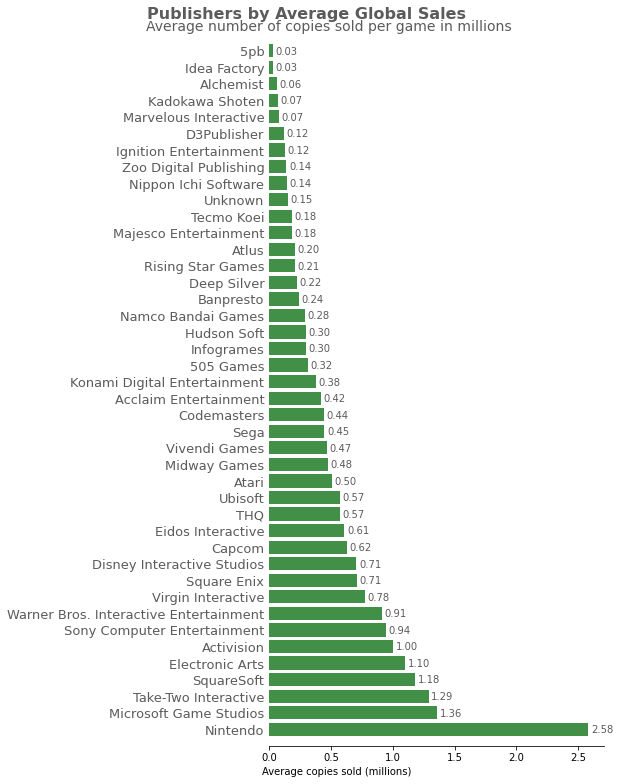 Publishers by Average Global Sales
Average number of copies sold per game in millions
5pb 0.03
Idea Factory 0.03
Alchemist 0.06
Kadokawa Shoten 0.07
Marvelous Interactive 0.07
D3Publisher 0.12
Ignition Entertainment 0.12
Zoo Digital Publishing 0.14
Nippon Ichi Software 0.14
Unknown 0.15
Tecmo Koei 0.18
Majesco Entertainment 0.18
Atlus 0.20
Rising Star Games 0.21
Deep Silver 0.22
Banpresto 0.24
Namco Bandai Games 0.28
Hudson Soft 0.30
Infogrames 0.30
505 Games 0.32
Konami Digital Entertainment 0.38
Acclaim Entertainment 0.42
Codemasters 0.44
Sega 0.45
Vivendi Games 0.47
Midway Games 0.48
Atari 0.50
Ubisoft 0.57
THQ 0.57
Eidos Interactive 0.61
Capcom 0.62
Disney Interactive Studios 0.71
Square Enix 0.71
Virgin Interactive 0.78
Warner Bros. Interactive Entertainment 0.91
Sony Computer Entertainment 0.94
Activision 1.00
Electronic Arts 1.10
SquareSoft 1.18
Take-Two Interactive 1.29
Microsoft Game Studios 1.36
Nintendo 2.58
0.0 0.5 1.0 1.5 2.0 2.5
Average copies sold (millions)